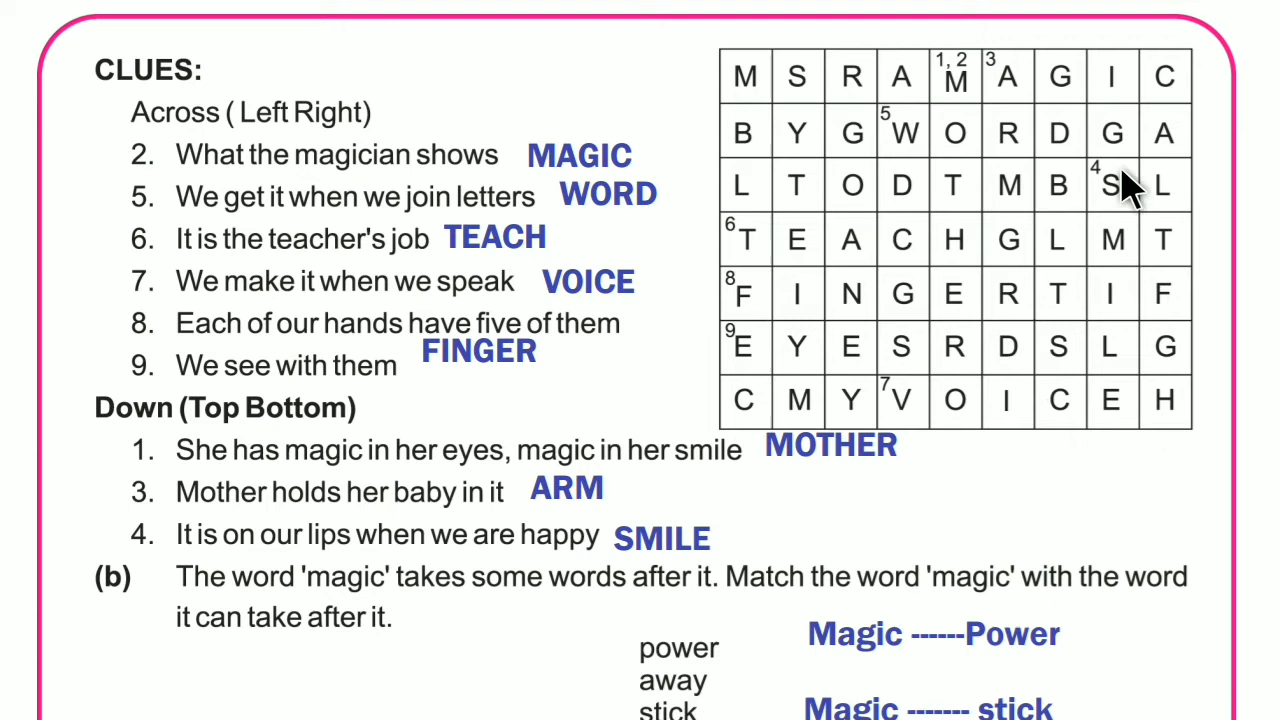 CLUES:
Across ( Left Right)
2. What the magician shows MAGIC
5. We get it when we join letters WORD
6. It is the teacher's job TEACH
7. We make it when we speak VOICE
8. Each of our hands have five of them
FINGER
9. We see with them
Down (Top Bottom)
1. She has magic in her eyes, magic in her smile MOTHER
3. Mother holds her baby in it ARM
4. It is on our lips when we are happy SMILE
(b) The word 'magic' takes some words after it. Match the word 'magic' with the word
it can take after it.
power Magic ------Power
away
stick Magic ------- stick
M S R A 1, 2 M 3 A G I C
B Y G 5 W O R D G A
L T O D T M B 4 S L
6 T E A C H G L M T
8 F I N G E R T I F
9 E Y E S R D S L G
C M Y 7 V O I C E H